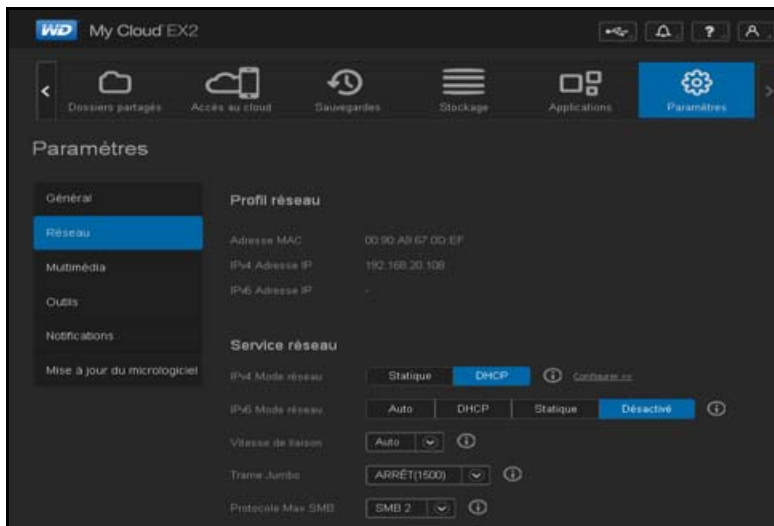 WD My Cloud EX2
?
Dossiers partagés Accès au cloud Sauvegardes Stockage Applications Paramètres
Paramètres
Général
Réseau
Multimédia
Outils
Notifications
Mise à jour du micrologiciel
Profil réseau
Adresse MAC 00:90:A9:67:0D:EF
IPv4 Adresse IP 192.168.20.108
IPv6 Adresse IP -
Service réseau
IPv4 Mode réseau Statique DHCP Configurer >>
IPv6 Mode réseau Auto DHCP Statique Désactivé
Vitesse de liaison Auto
Trame Jumbo ARRÊT(1500)
Protocole Max SMB SMB 2